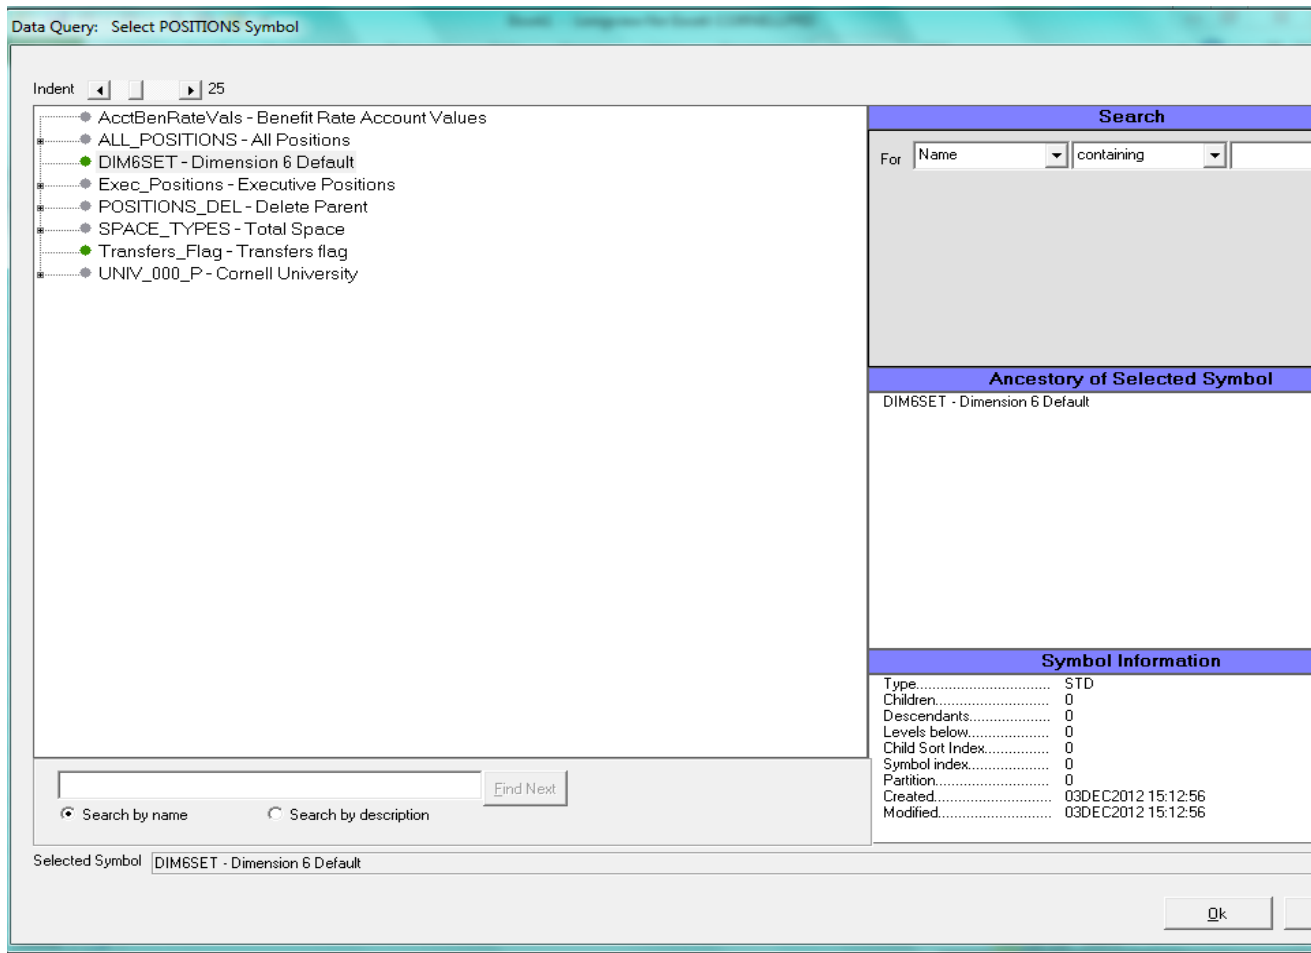 Data Query: Select POSITIONS Symbol
Indent 25
AcctBenRateVals - Benefit Rate Account Values
ALL_POSITIONS - All Positions
DIM6SET - Dimension 6 Default
Exec_Positions - Executive Positions
POSITIONS_DEL - Delete Parent
SPACE_TYPES - Total Space
Transfers_Flag - Transfers flag
UNIV_000_P - Cornell University
Search by name
Search by description
Find Next
Search
For Name containing
Ancestory of Selected Symbol
DIM6SET - Dimension 6 Default
Symbol Information
Type................................ STD
Children........................... 0
Descendants................... 0
Levels below................... 0
Child Sort Index............... 0
Symbol index................... 0
Partition........................... 0
Created............................ 03DEC2012 15:12:56
Modified........................... 03DEC2012 15:12:56
Selected Symbol DIM6SET - Dimension 6 Default
Ok